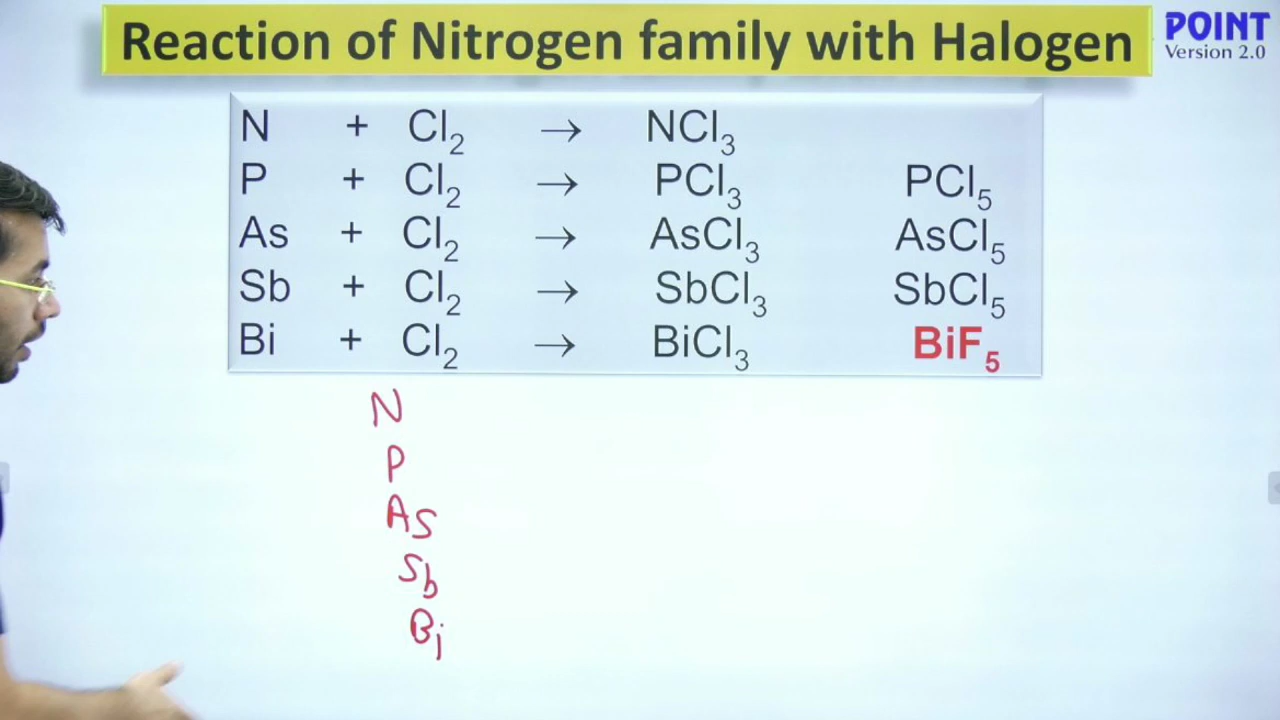 Reaction of Nitrogen family with Halogen
POINT
Version 2.0
N + Cl₂ → NCl₃
P + Cl₂ → PCl₃ PCl₅
As + Cl₂ → AsCl₃ AsCl₅
Sb + Cl₂ → SbCl₃ SbCl₅
Bi + Cl₂ → BiCl₃ BiF₅
N
P
As
Sb
Bi